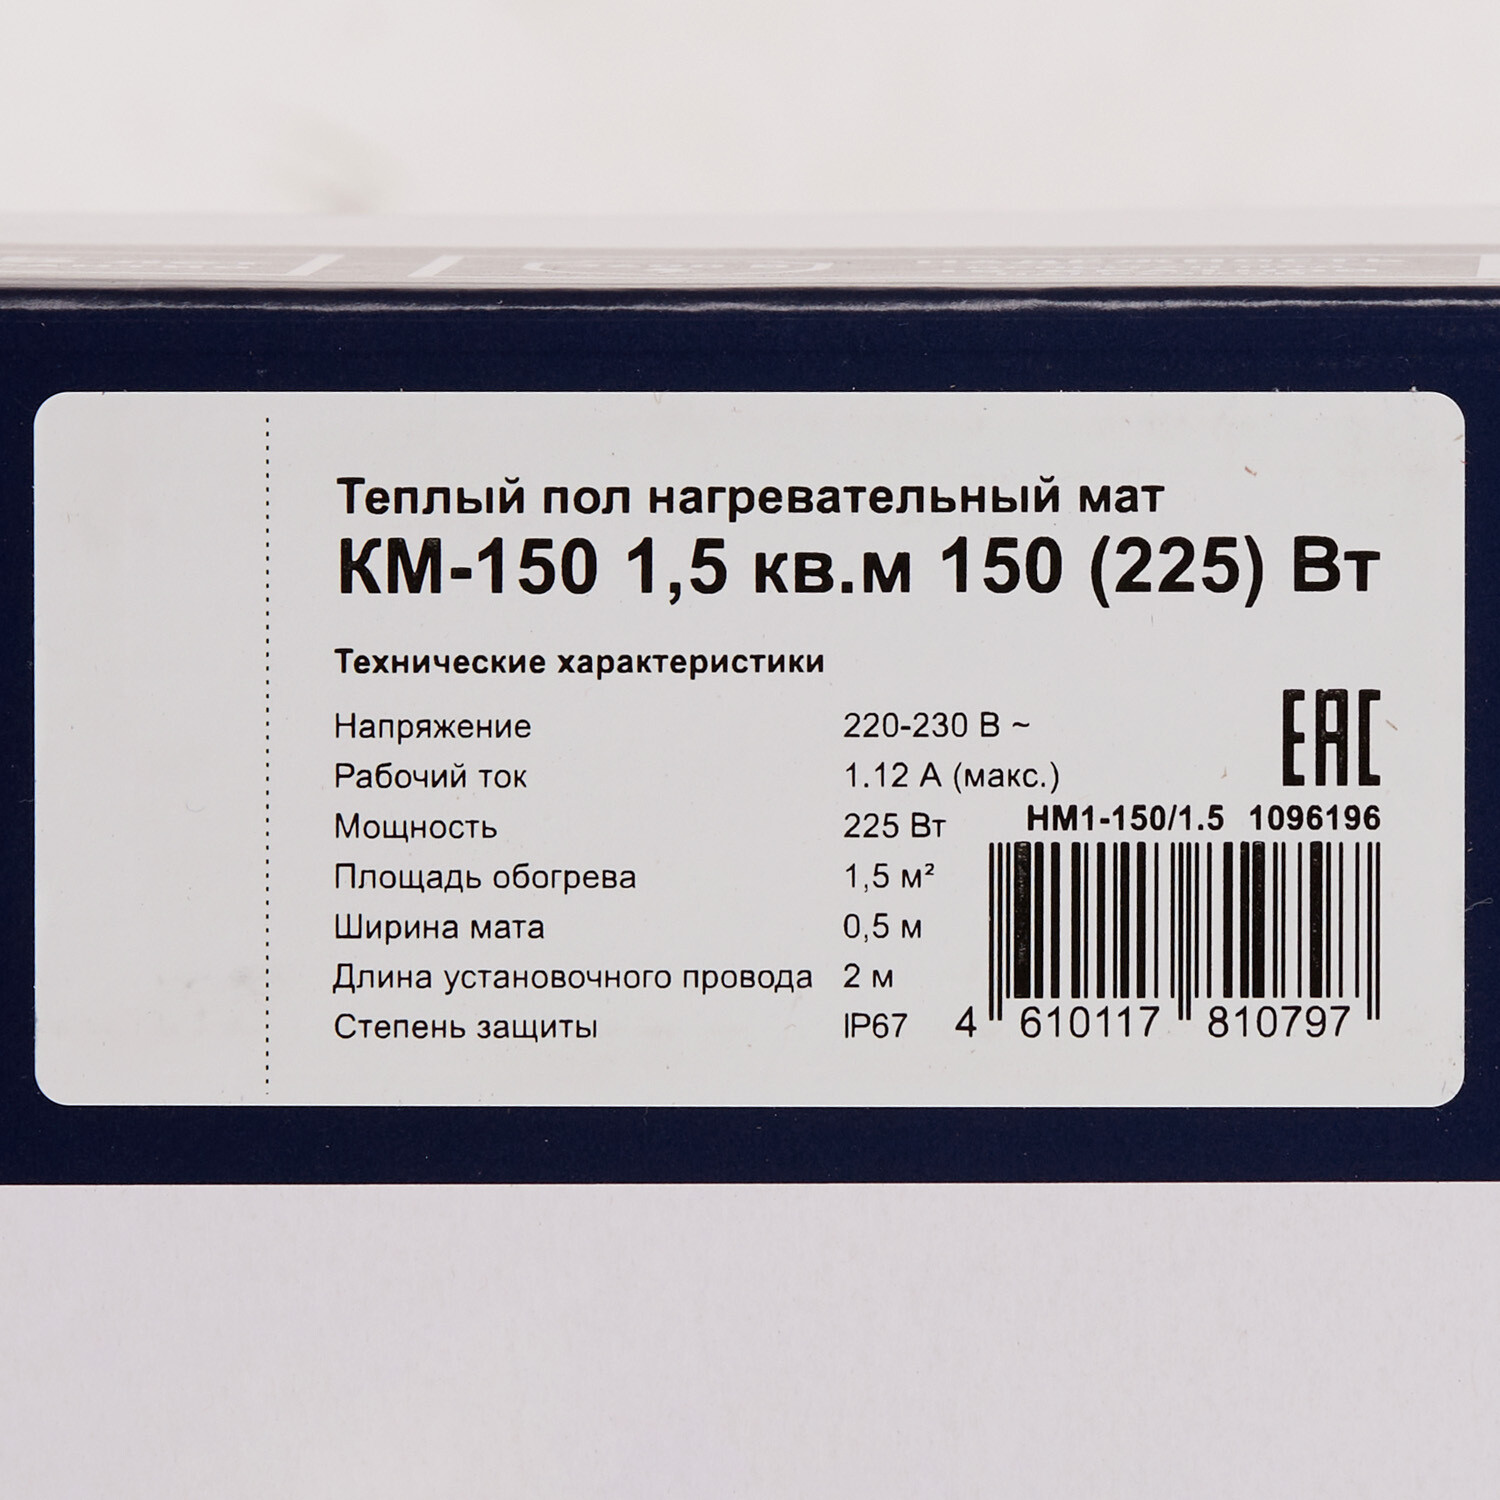 Теплый пол нагревательный мат
КМ-150 1,5 кв.м 150 (225) Вт
Технические характеристики
Напряжение 220-230 В ~
Рабочий ток 1.12 А (макс.)
Мощность 225 Вт
Площадь обогрева 1,5 м²
Ширина мата 0,5 м
Длина установочного провода 2 м
Степень защиты IP67
EAC
НМ1-150/1.5 1096196
4 610117 810797